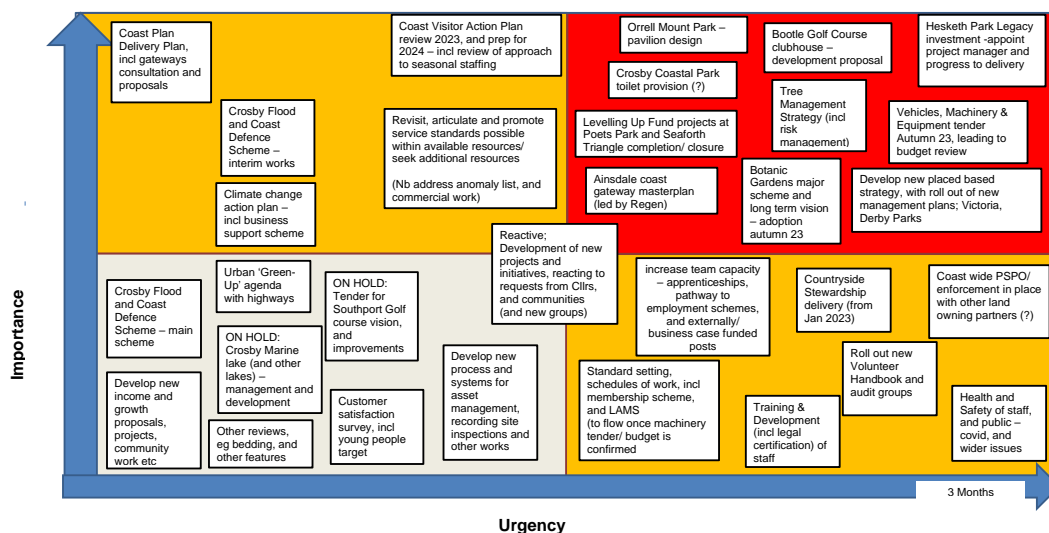 Coast Plan
Delivery Plan,
incl gateways
consultation and
proposals
Coast Visitor Action Plan
review 2023, and prep for
2024 – incl review of approach
to seasonal staffing
Crosby Flood
and Coast
Defence
Scheme –
interim works
Revisit, articulate and promote
service standards possible
within available resources/
seek additional resources
(Nb address anomaly list, and
commercial work)
Climate change
action plan –
incl business
support scheme
Orrell Mount Park –
pavilion design
Bootle Golf Course
clubhouse –
development proposal
Hesketh Park Legacy
investment -appoint
project manager and
progress to delivery
Crosby Coastal Park
toilet provision (?)
Tree
Management
Strategy (incl
risk
management)
Levelling Up Fund projects at
Poets Park and Seaforth
Triangle completion/ closure
Vehicles, Machinery &
Equipment tender
Autumn 23, leading to
budget review
Ainsdale coast
gateway masterplan
(led by Regen)
Botanic
Gardens major
scheme and
long term vision
– adoption
autumn 23
Develop new placed based
strategy, with roll out of new
management plans; Victoria,
Derby Parks
Reactive;
Development of new
projects and
initiatives, reacting to
requests from Cllrs,
and communities
(and new groups)
Crosby Flood
and Coast
Defence
Scheme – main
scheme
Urban ‘Green-
Up’ agenda
with highways
ON HOLD:
Tender for
Southport Golf
course vision,
and
improvements
ON HOLD:
Crosby Marine
lake (and other
lakes) –
management and
development
Develop new
income and
growth
proposals,
projects,
community
work etc
Other reviews,
eg bedding, and
other features
Customer
satisfaction
survey, incl
young people
target
Develop new
process and
systems for
asset
management,
recording site
inspections and
other works
increase team capacity
– apprenticeships,
pathway to
employment schemes,
and externally/
business case funded
posts
Countryside
Stewardship
delivery (from
Jan 2023)
Coast wide PSPO/
enforcement in place
with other land
owning partners (?)
Standard setting,
schedules of work, incl
membership scheme,
and LAMS
(to flow once machinery
tender/ budget is
confirmed
Roll out new
Volunteer
Handbook and
audit groups
Training &
Development
(incl legal
certification) of
staff
Health and
Safety of staff,
and public –
covid, and
wider issues
Importance
3 Months
Urgency